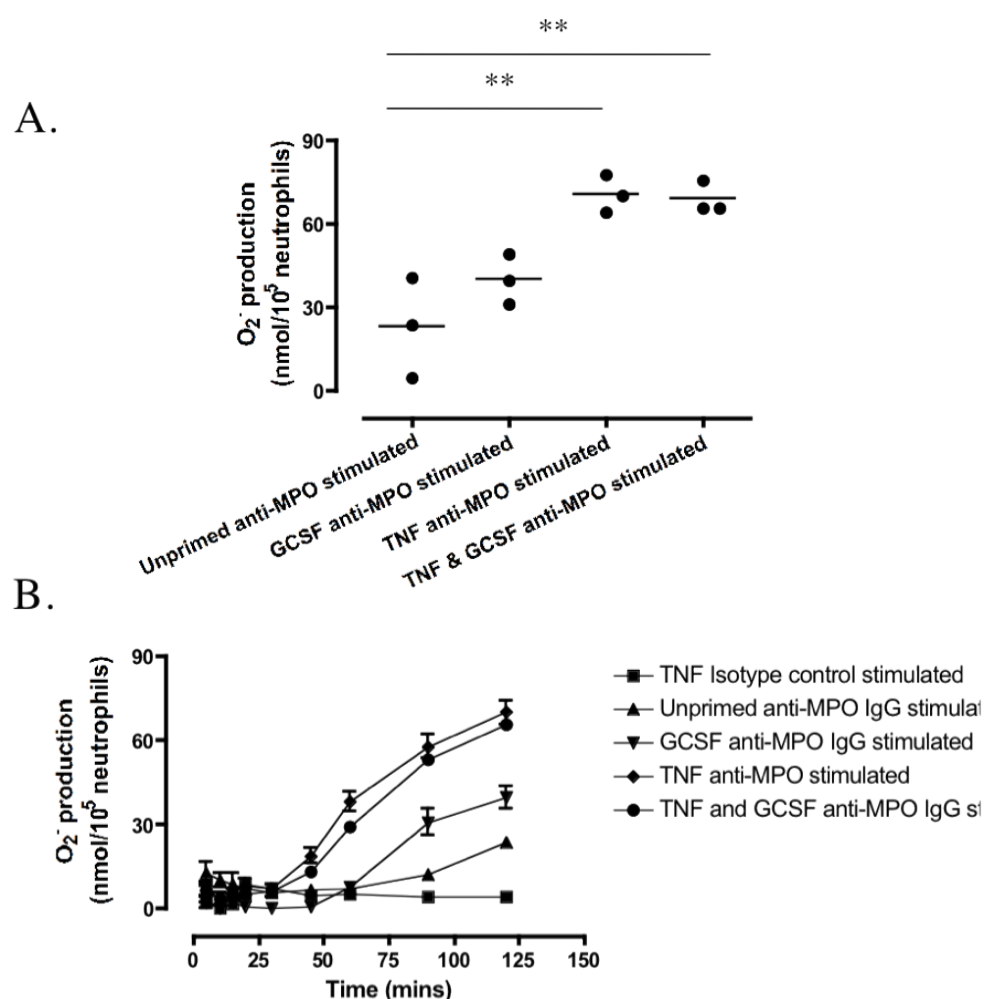 **
**
A.
O2- production
(nmol/10^5 neutrophils)
90
60
30
0
Unprimed anti-MPO stimulated
GCSF anti-MPO stimulated
TNF anti-MPO stimulated
TNF & GCSF anti-MPO stimulated
B.
O2- production
(nmol/10^5 neutrophils)
90
60
30
0
0 25 50 75 100 125 150
Time (mins)
TNF Isotype control stimulated
Unprimed anti-MPO IgG stimulat
GCSF anti-MPO IgG stimulated
TNF anti-MPO stimulated
TNF and GCSF anti-MPO IgG st